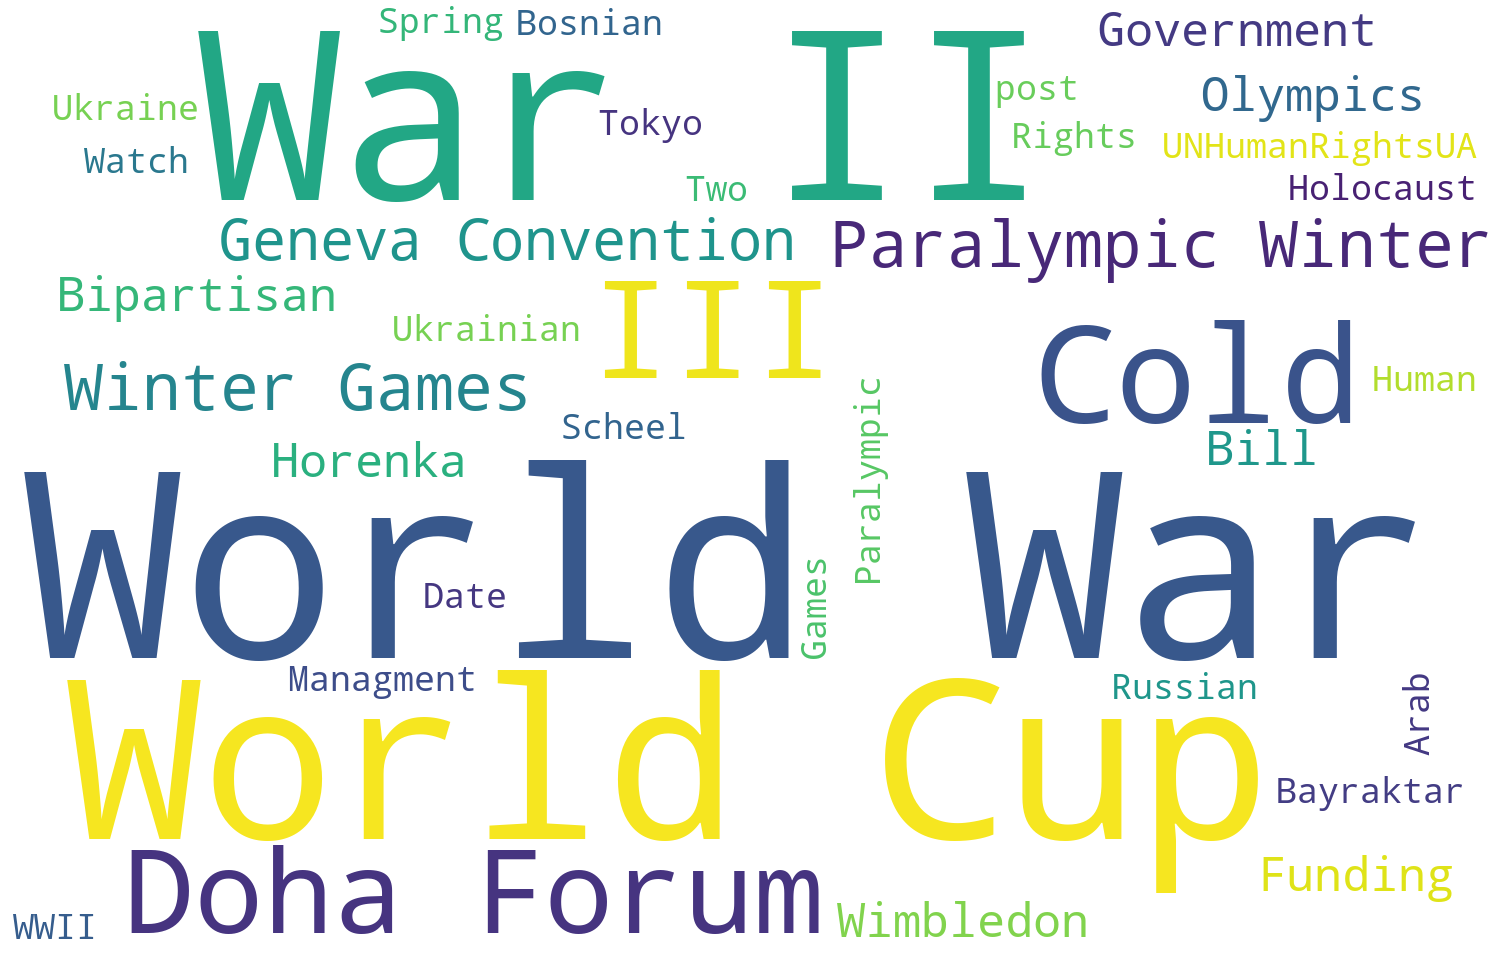 Spring Bosnian
Government
War II
Ukraine
post
Olympics
Tokyo
Rights
UNHumanRightsUA
Watch
Two
Holocaust
Geneva Convention
Paralympic Winter
Bipartisan
III
Ukrainian
Cold
Winter Games
Human
Paralympic
Scheel
Bill
Horenka
World War
Date
Games
Managment
Russian
Arab
World Cup
Bayraktar
Doha Forum
Funding
Wimbledon
WWII